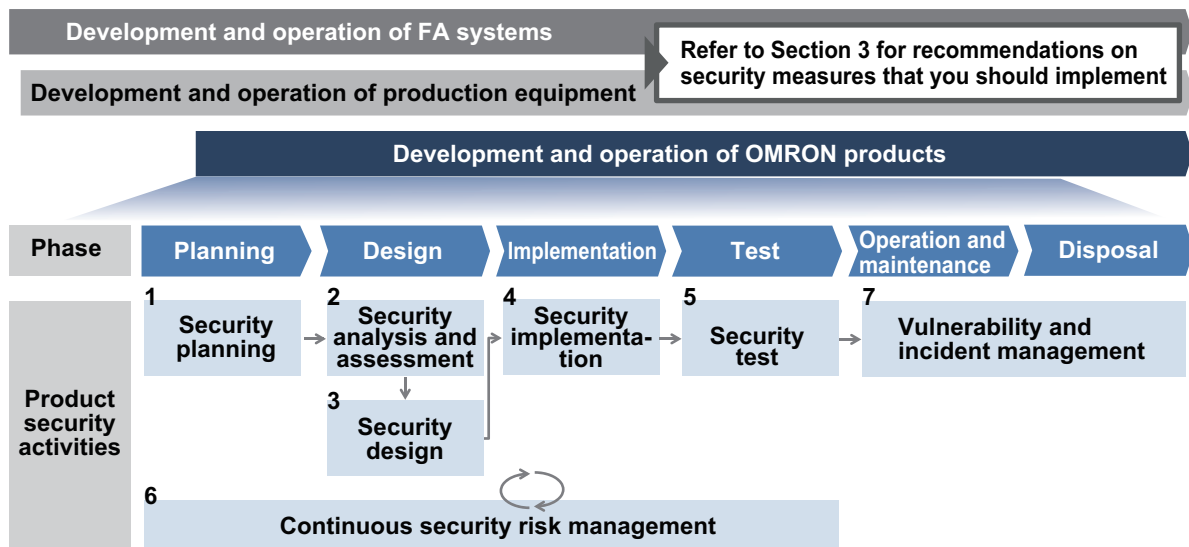 Development and operation of FA systems
Refer to Section 3 for recommendations on
security measures that you should implement
Development and operation of production equipment
Development and operation of OMRON products
Phase
Planning
Design
Implementation
Test
Operation and
maintenance
Disposal
Product
security
activities
1
Security
planning
2
Security
analysis and
assessment
3
Security
design
4
Security
implementa-
tion
5
Security
test
7
Vulnerability and
incident management
6
Continuous security risk management